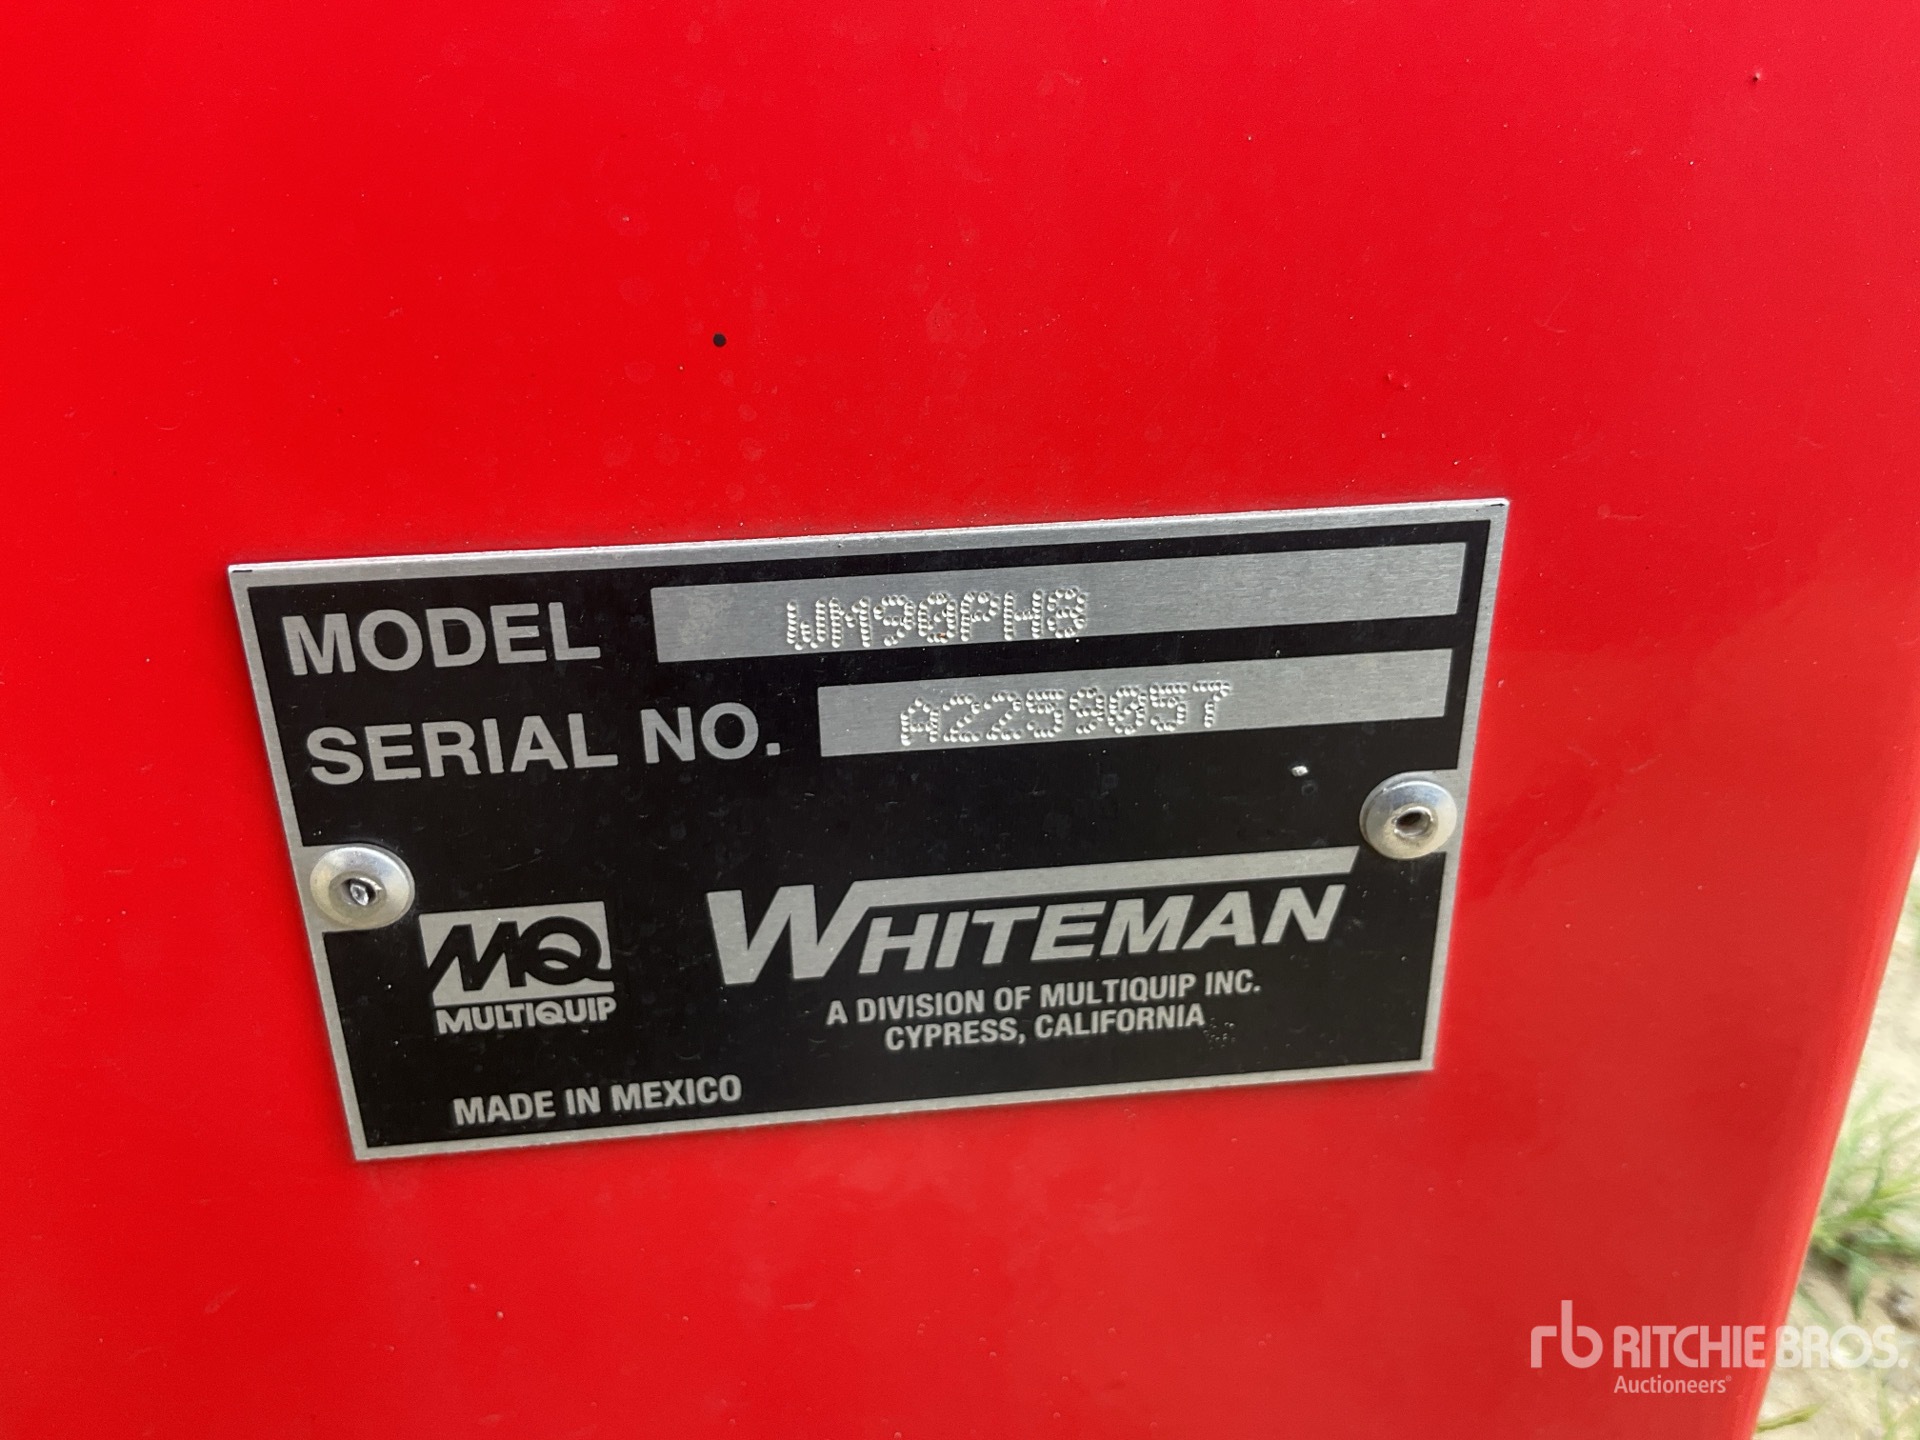 MODEL WM90PH8
SERIAL NO. A2259057
MQ
MULTIQUIP
WHITEMAN
A DIVISION OF MULTIQUIP INC.
CYPRESS, CALIFORNIA
MADE IN MEXICO
rb RITCHIE BROS.
Auctioneers